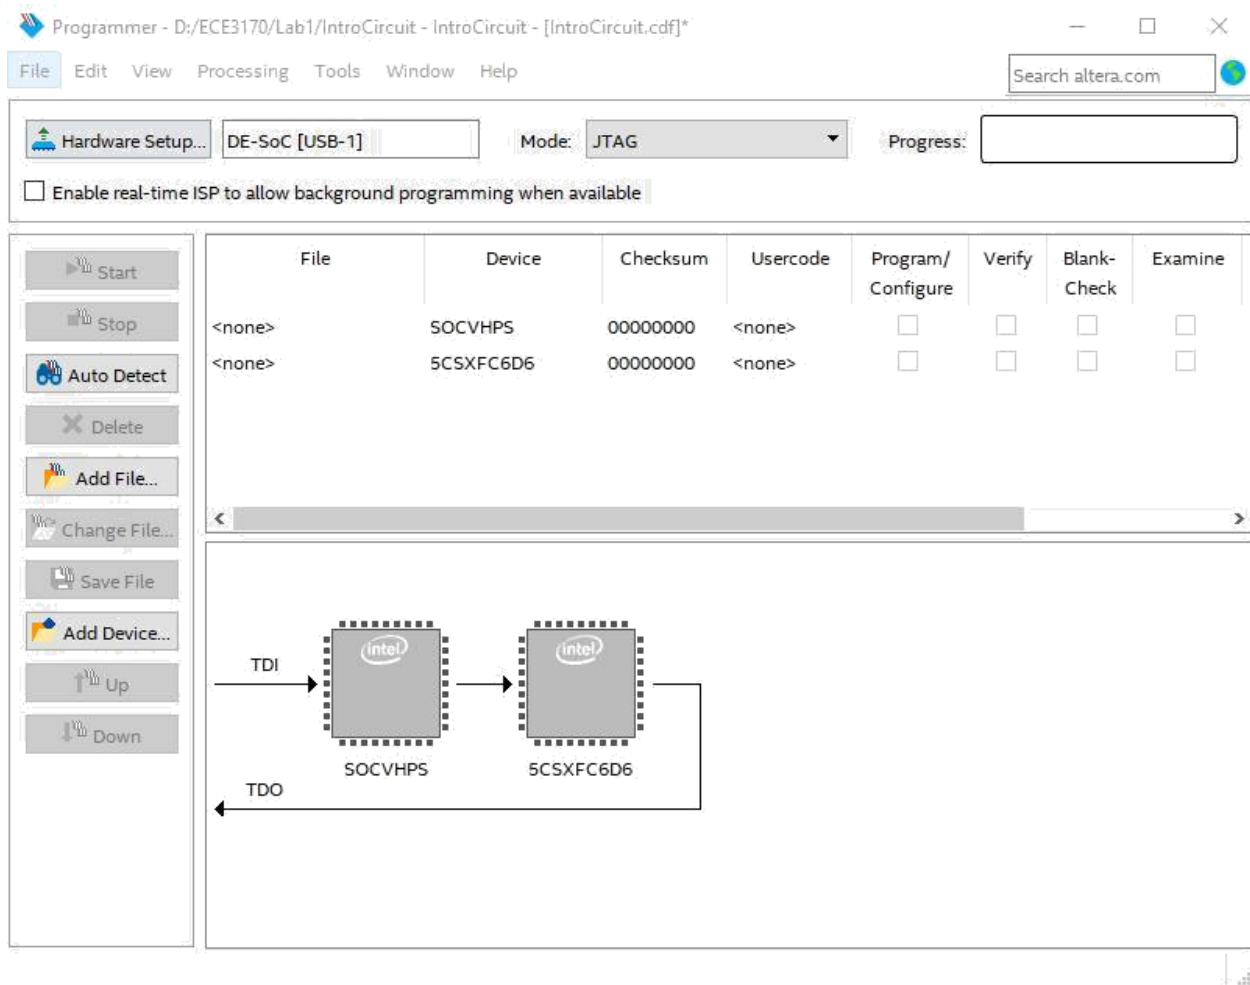 Programmer - D:/ECE3170/Lab1/IntroCircuit - IntroCircuit - [IntroCircuit.cdf]*
File Edit View Processing Tools Window Help
Search altera.com
Hardware Setup... DE-SoC [USB-1] Mode: JTAG Progress:
Enable real-time ISP to allow background programming when available
Start
Stop
Auto Detect
Delete
Add File...
Change File...
Save File
Add Device...
Up
Down
File Device Checksum Usercode Program/ Verify Blank- Examine
Configure Check
<none> SOCVHPS 00000000 <none>
<none> 5CSXFC6D6 00000000 <none>
TDI
intel intel
SOCVHPS 5CSXFC6D6
TDO